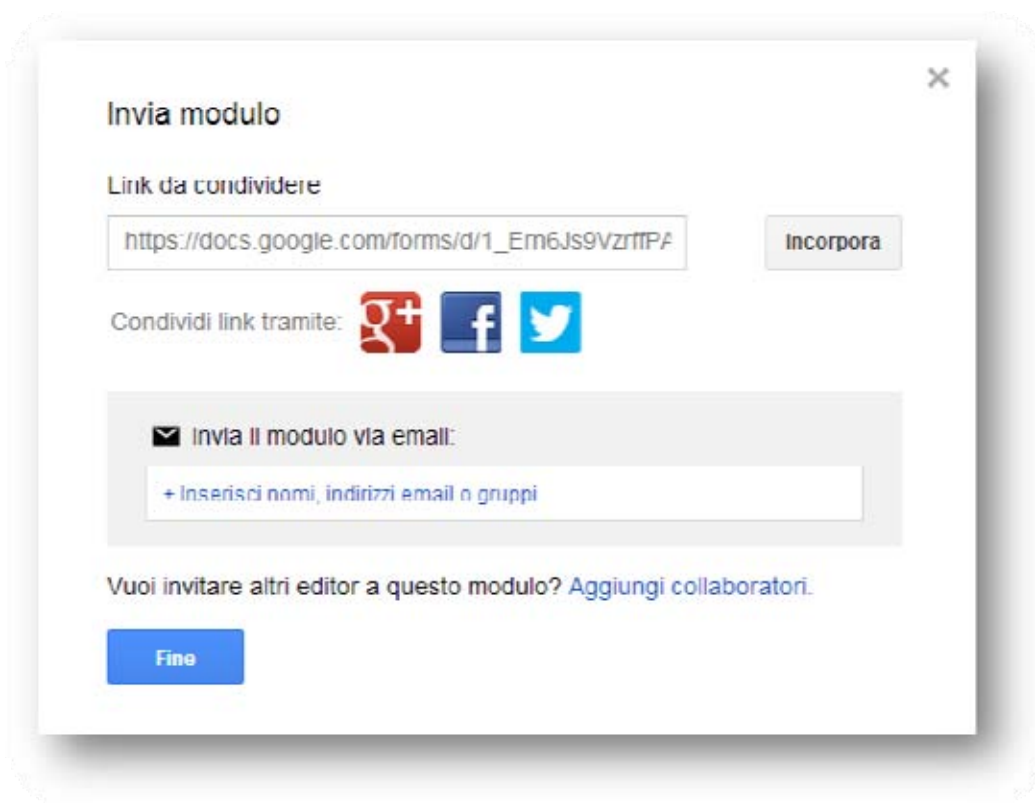 Invia modulo
Link da condividere
https://docs.google.com/forms/d/1_Em6Js9VzrffPA
Incorpora
Condividi link tramite:
Invia il modulo via email:
+ Inserisci nomi, indirizzi email o gruppi
Vuoi invitare altri editor a questo modulo? Aggiungi collaboratori.
Fine